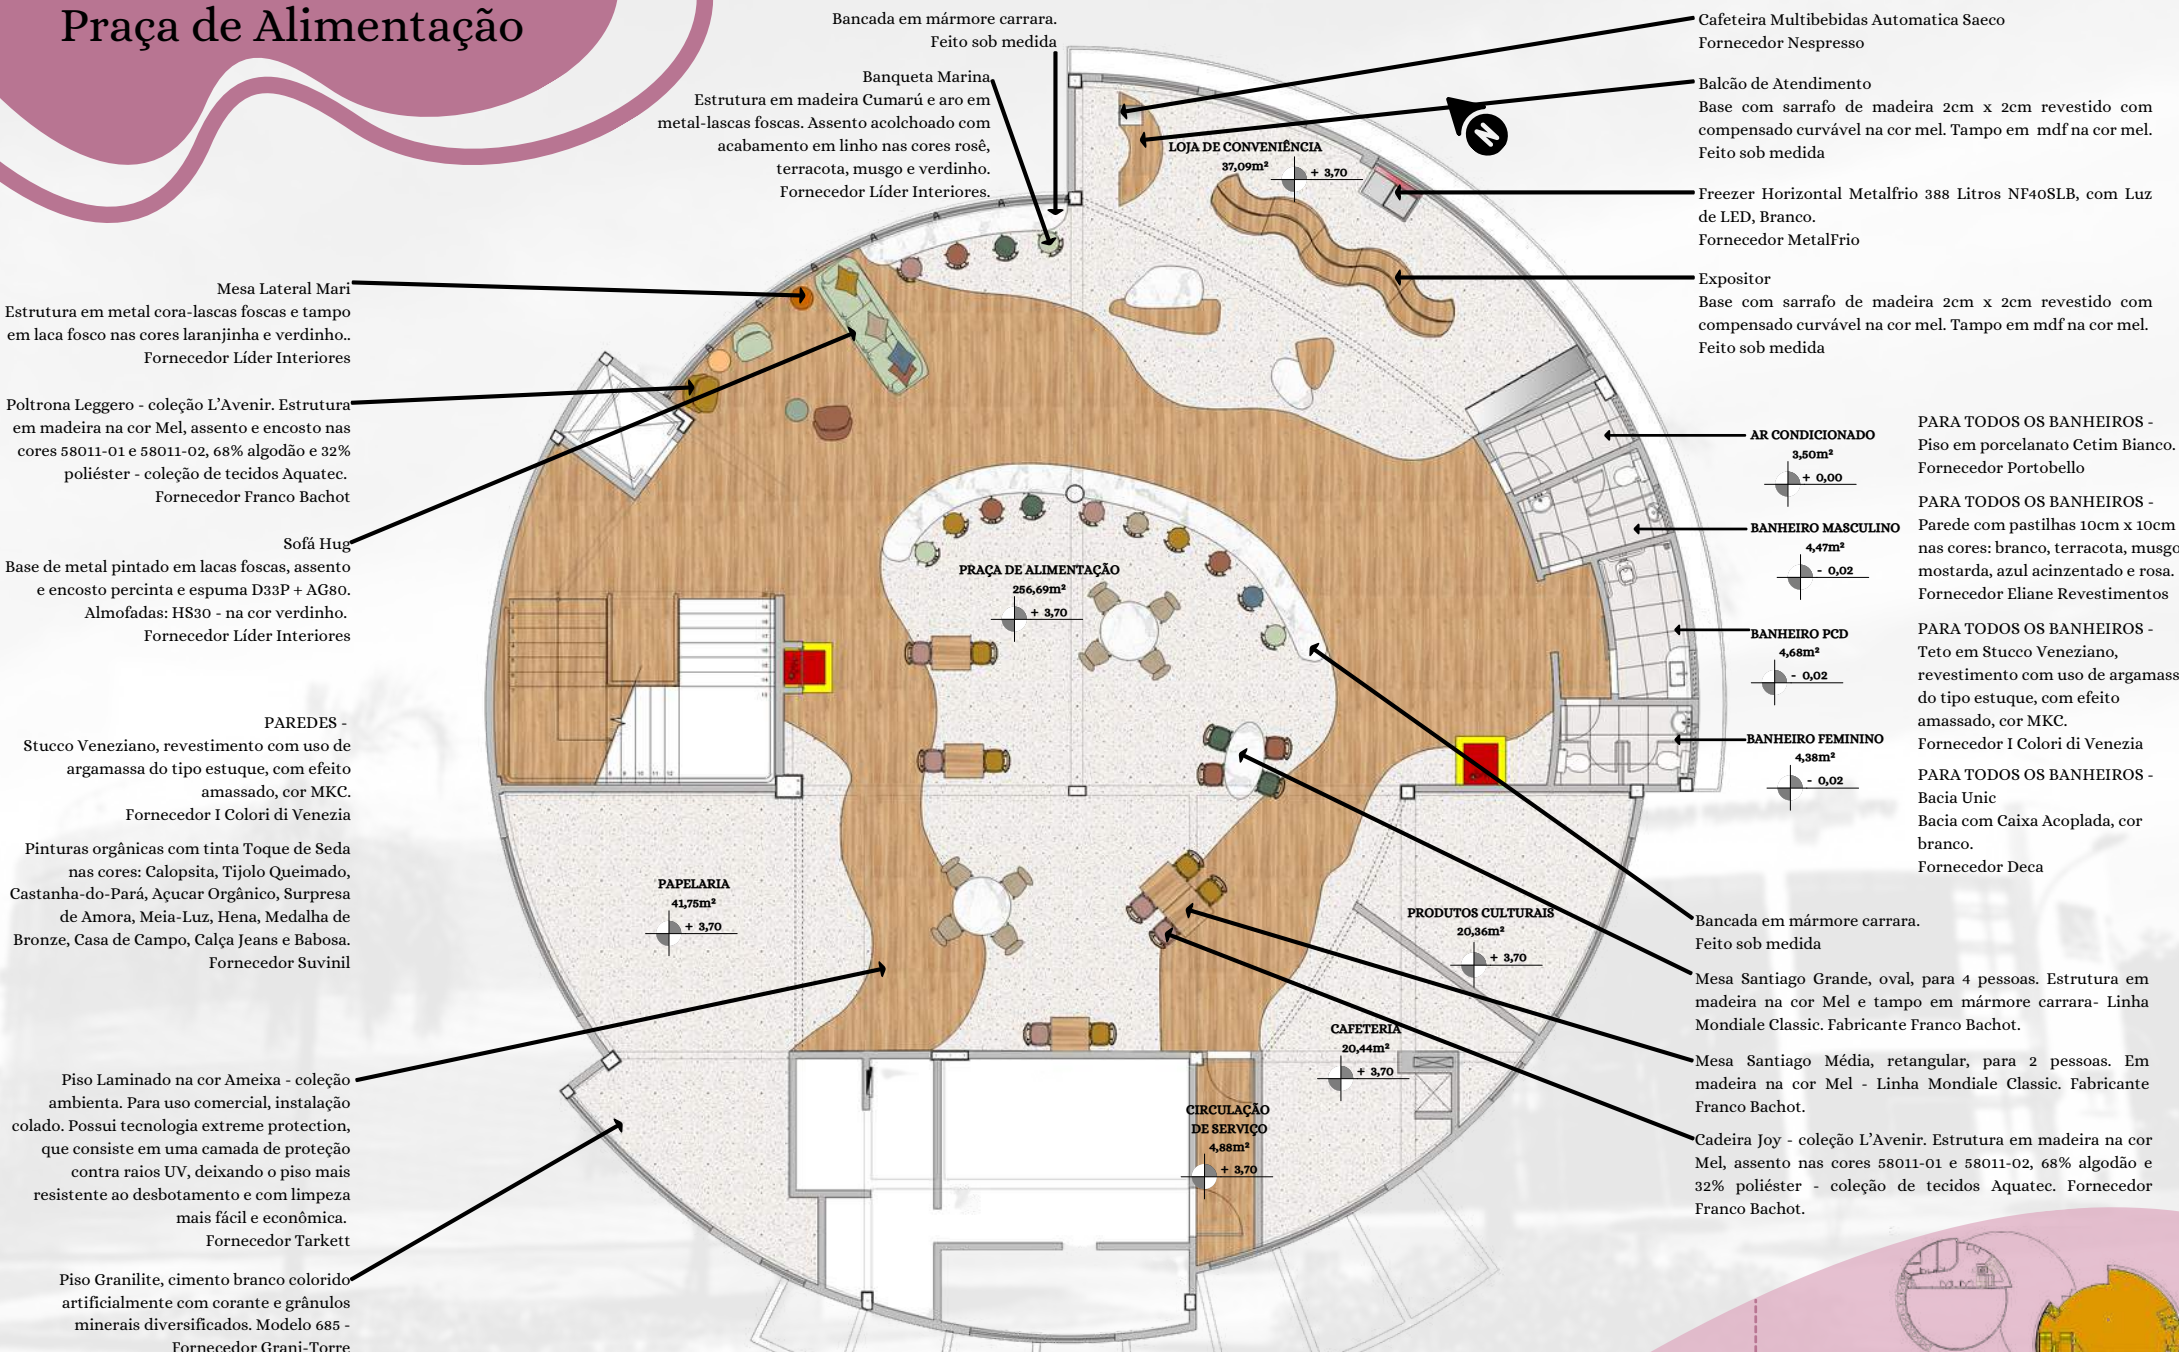 Praça de Alimentação
Bancada em mármore carrara.
Feito sob medida
Banqueta Marina
Estrutura em madeira Cumarú e aro em
metal-lascas foscas. Assento acolchoado com
acabamento em linho nas cores rosê,
terracota, musgo e verdinho.
Fornecedor Líder Interiores.
Mesa Lateral Mari
Estrutura em metal cora-lascas foscas e tampo
em laca fosco nas cores laranjinha e verdinho..
Fornecedor Líder Interiores
Poltrona Leggero - coleção L’Avenir. Estrutura
em madeira na cor Mel, assento e encosto nas
cores 58011-01 e 58011-02, 68% algodão e 32%
poliéster - coleção de tecidos Aquatec.
Fornecedor Franco Bachot
Sofá Hug
Base de metal pintado em lacas foscas, assento
e encosto percinta e espuma D33P + AG80.
Almofadas: HS30 - na cor verdinho.
Fornecedor Líder Interiores
PAREDES -
Stucco Veneziano, revestimento com uso de
argamassa do tipo estuque, com efeito
amassado, cor MKC.
Fornecedor I Colori di Venezia
Pinturas orgânicas com tinta Toque de Seda
nas cores: Calopsita, Tijolo Queimado,
Castanha-do-Pará, Açucar Orgânico, Surpresa
de Amora, Meia-Luz, Hena, Medalha de
Bronze, Casa de Campo, Calça Jeans e Babosa.
Fornecedor Suvinil
Piso Laminado na cor Ameixa - coleção
ambienta. Para uso comercial, instalação
colado. Possui tecnologia extreme protection,
que consiste em uma camada de proteção
contra raios UV, deixando o piso mais
resistente ao desbotamento e com limpeza
mais fácil e econômica.
Fornecedor Tarkett
Piso Granilite, cimento branco colorido
artificialmente com corante e grânulos
minerais diversificados. Modelo 685 -
Fornecedor Grani-Torre
LOJA DE CONVENIÊNCIA
37,09m²
+ 3,70
PRAÇA DE ALIMENTAÇÃO
256,69m²
+ 3,70
PAPELARIA
41,75m²
+ 3,70
PRODUTOS CULTURAIS
20,36m²
+ 3,70
CAFETERIA
20,44m²
+ 3,70
CIRCULAÇÃO
DE SERVIÇO
4,88m²
+ 3,70
N
Cafeteira Multibebidas Automatica Saeco
Fornecedor Nespresso
Balcão de Atendimento
Base com sarrafo de madeira 2cm x 2cm revestido com
compensado curvável na cor mel. Tampo em mdf na cor mel.
Feito sob medida
Freezer Horizontal Metalfrio 388 Litros NF40SLB, com Luz
de LED, Branco.
Fornecedor MetalFrio
Expositor
Base com sarrafo de madeira 2cm x 2cm revestido com
compensado curvável na cor mel. Tampo em mdf na cor mel.
Feito sob medida
AR CONDICIONADO
3,50m²
+ 0,00
BANHEIRO MASCULINO
4,47m²
- 0,02
BANHEIRO PCD
4,68m²
- 0,02
BANHEIRO FEMININO
4,38m²
- 0,02
PARA TODOS OS BANHEIROS -
Piso em porcelanato Cetim Bianco.
Fornecedor Portobello
PARA TODOS OS BANHEIROS -
Parede com pastilhas 10cm x 10cm
nas cores: branco, terracota, musgo
mostarda, azul acinzentado e rosa.
Fornecedor Eliane Revestimentos
PARA TODOS OS BANHEIROS -
Teto em Stucco Veneziano,
revestimento com uso de argamass
do tipo estuque, com efeito
amassado, cor MKC.
Fornecedor I Colori di Venezia
PARA TODOS OS BANHEIROS -
Bacia Unic
Bacia com Caixa Acoplada, cor
branco.
Fornecedor Deca
Bancada em mármore carrara.
Feito sob medida
Mesa Santiago Grande, oval, para 4 pessoas. Estrutura em
madeira na cor Mel e tampo em mármore carrara- Linha
Mondiale Classic. Fabricante Franco Bachot.
Mesa Santiago Média, retangular, para 2 pessoas. Em
madeira na cor Mel - Linha Mondiale Classic. Fabricante
Franco Bachot.
Cadeira Joy - coleção L’Avenir. Estrutura em madeira na cor
Mel, assento nas cores 58011-01 e 58011-02, 68% algodão e
32% poliéster - coleção de tecidos Aquatec. Fornecedor
Franco Bachot.